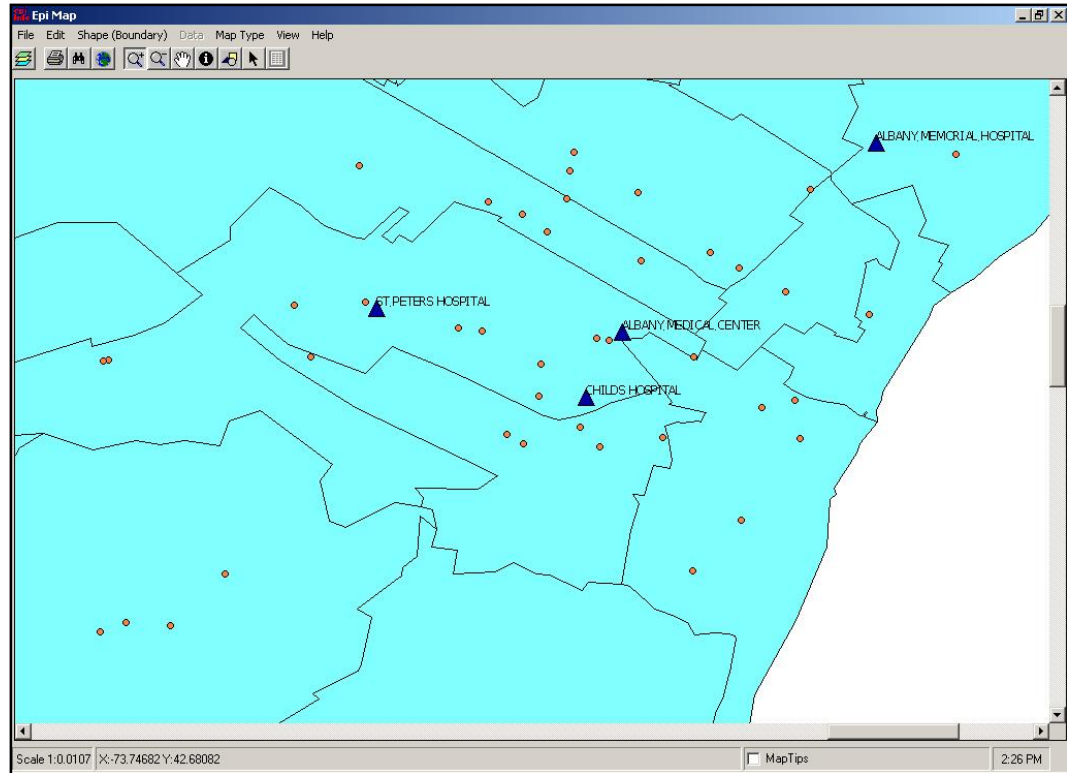 Epi Map
File Edit Shape (Boundary) Data Map Type View Help
ALBANY MEMCRIAL HOSPITAL
ST. PETERS HOSPITAL
ALBANY MEDICAL CENTER
CHILDS HOSPITAL
Scale 1:0.0107 X:-73.74682 Y:42.68082 MapTips 2:26 PM